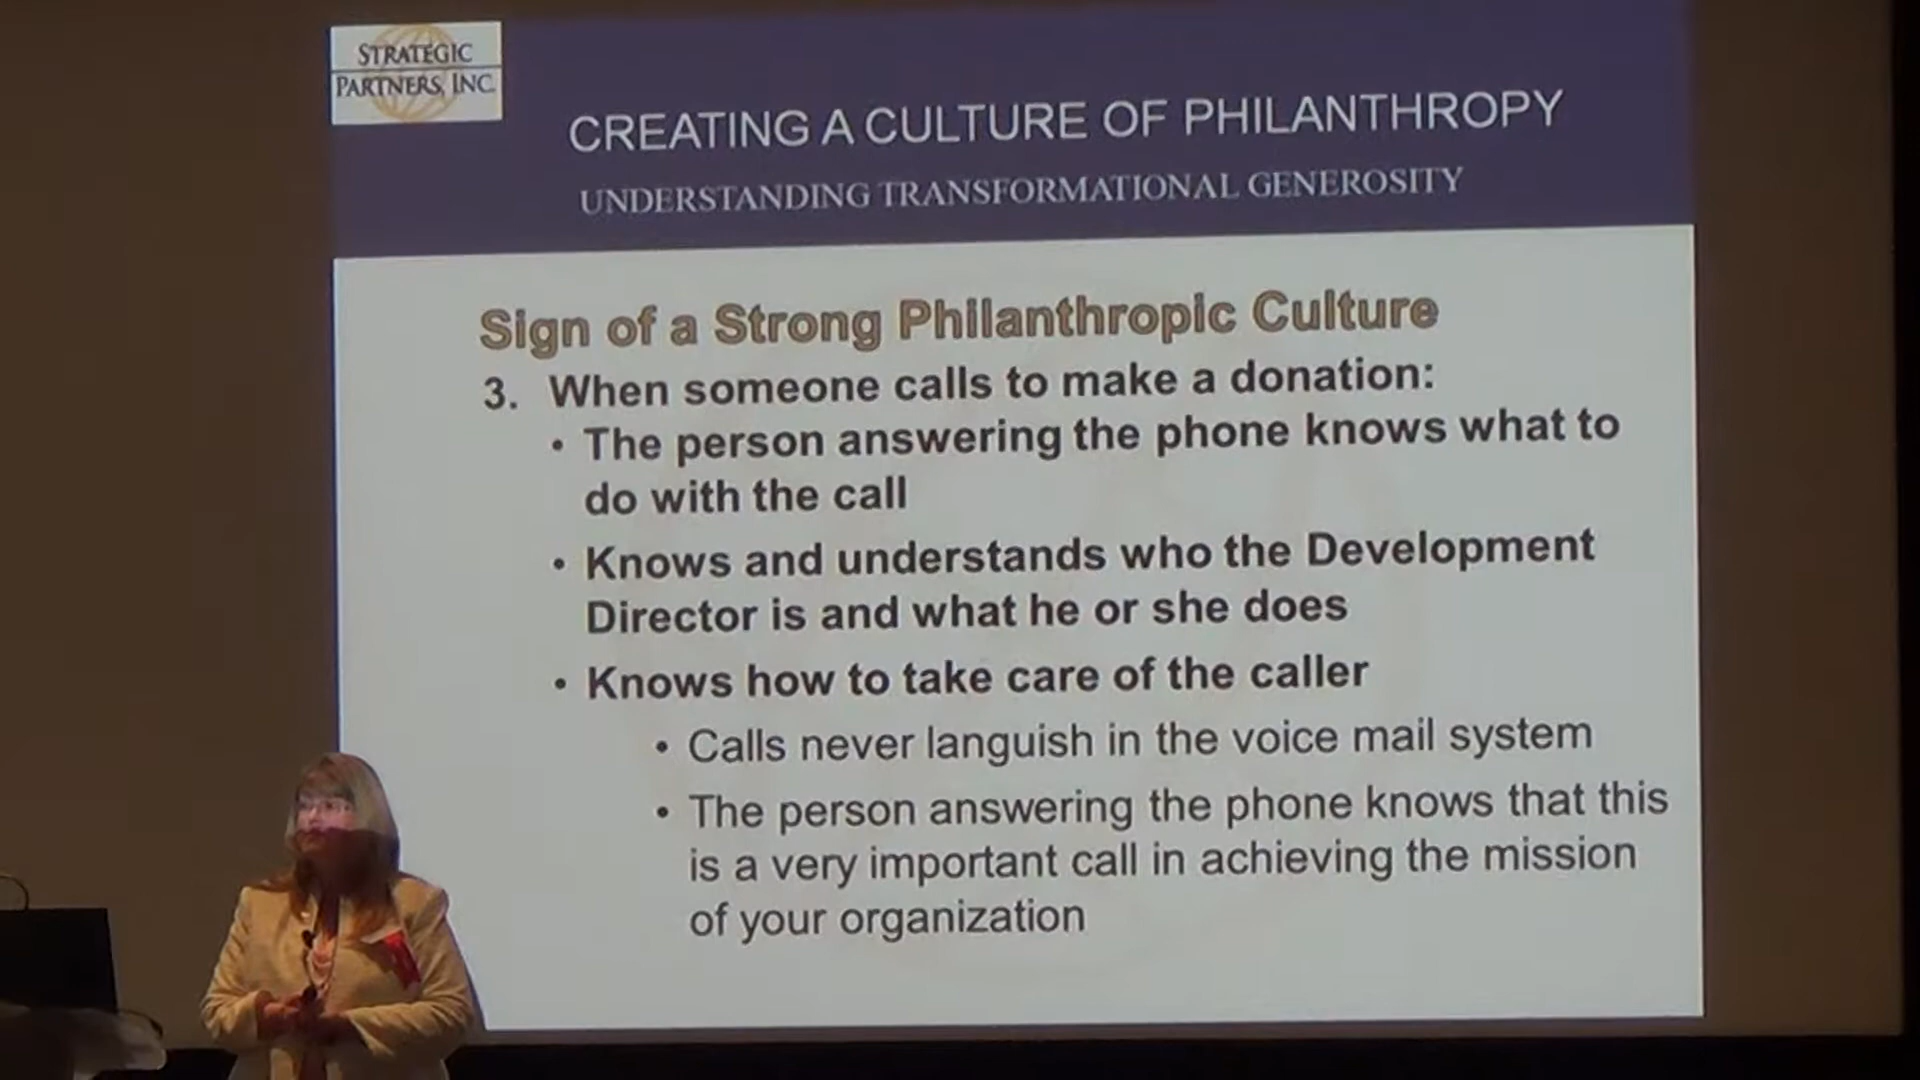 STRATEGIC
PARTNERS, INC.
CREATING A CULTURE OF PHILANTHROPY
UNDERSTANDING TRANSFORMATIONAL GENEROSITY
Sign of a Strong Philanthropic Culture
3. When someone calls to make a donation:
• The person answering the phone knows what to
do with the call
• Knows and understands who the Development
Director is and what he or she does
• Knows how to take care of the caller
• Calls never languish in the voice mail system
• The person answering the phone knows that this
is a very important call in achieving the mission
of your organization